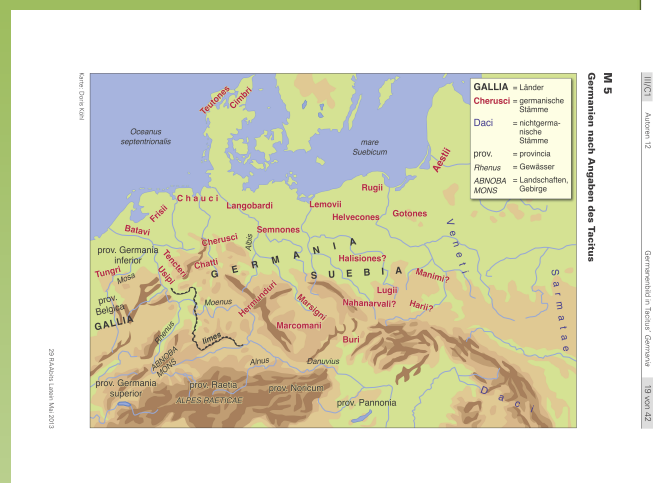 III/C1
Autoren 12
Germanenbild in Tacitus' Germania
19 von 42
M 5
Germanien nach Angaben des Tacitus
GALLIA = Länder
Cherusci = germanische
Stämme
Daci = nichtgerma-
nische
Stämme
prov. = provincia
Rhenus = Gewässer
ABNOBA = Landschaften,
MONS Gebirge
Teutones
Cimbri
Oceanus
septentrionalis
mare
Suebicum
Aestii
Rugii
Chauci
Langobardi
Lemovii
Helvecones
Gotones
Frisii
Batavi
Semnones
Veneti
Cherusci
Albis
prov. Germania
inferior
Tencteri
Usipi
Chatti
GERMANIA
Halisiones?
SUEBIA
Manimi?
Tungri
Mosa
Sarmatae
prov.
Belgica
GALLIA
Moenus
Hermunduri
Marsigni
Lugii
Nahanarvali?
Harii?
Marcomani
Buri
Rhenus
limes
ABNOBA
MONS
Alnus
Danuvius
prov. Germania
superior
prov. Raetia
prov. Noricum
ALPES RAETICAE
prov. Pannonia
Daci
Karte: Doris Köhl
29 RAAbits Latein Mai 2013